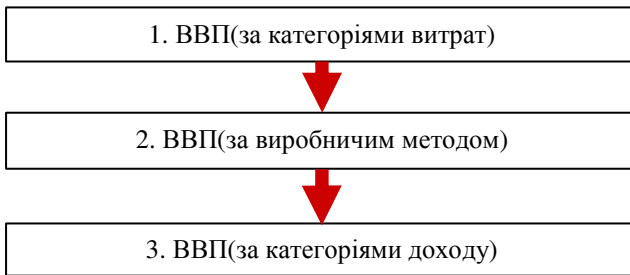 1. ВВП(за категоріями витрат)
2. ВВП(за виробничим методом)
3. ВВП(за категоріями доходу)